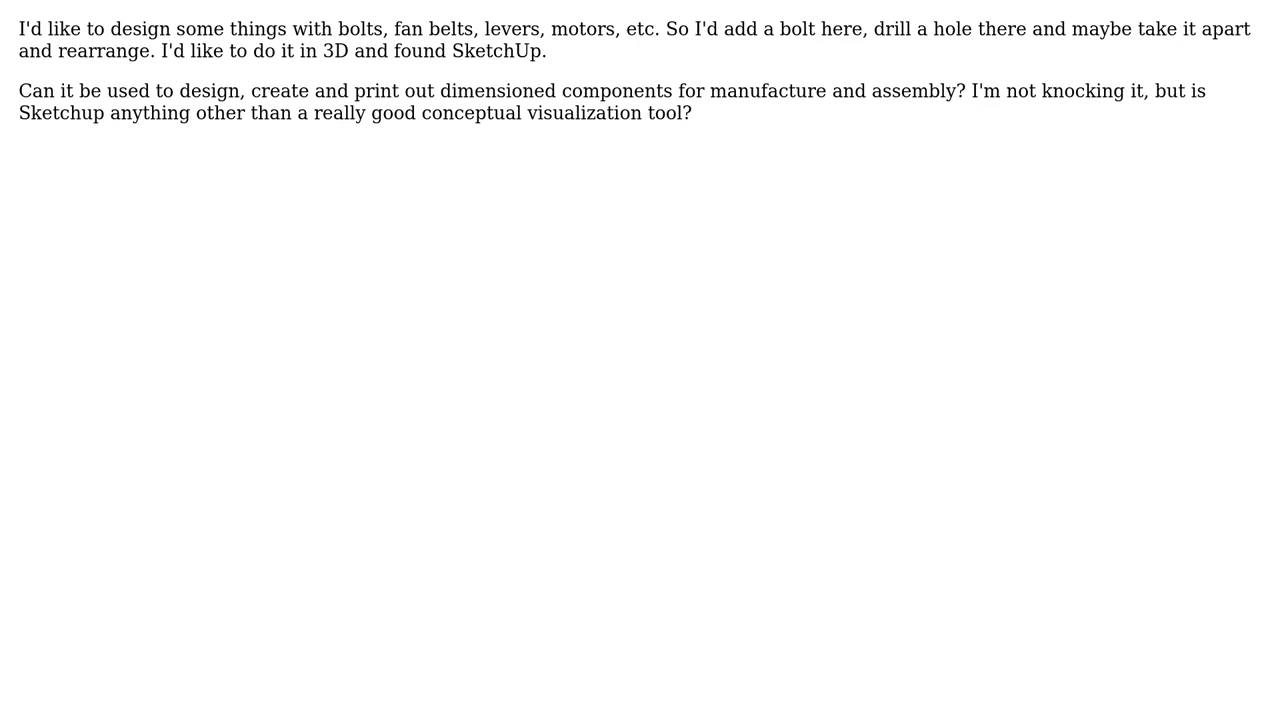 I'd like to design some things with bolts, fan belts, levers, motors, etc. So I'd add a bolt here, drill a hole there and maybe take it apart
and rearrange. I'd like to do it in 3D and found SketchUp.
Can it be used to design, create and print out dimensioned components for manufacture and assembly? I'm not knocking it, but is
Sketchup anything other than a really good conceptual visualization tool?